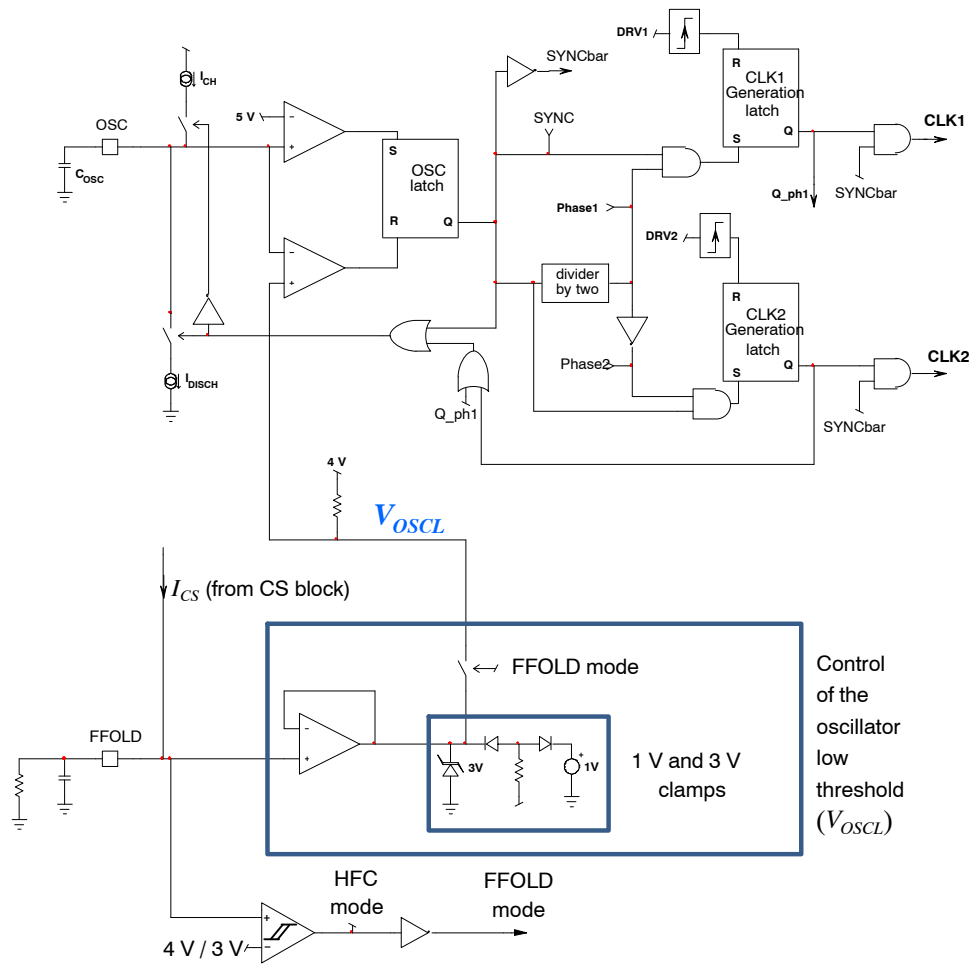 DRV1
SYNCbar
R
CLK1
Generation
latch
S
Q
CLK1
SYNCbar
Q_ph1
I_CH
5 V
−
+
OSC
C_OSC
S
OSC
latch
R
Q
SYNC
Phase1
DRV2
−
+
divider
by two
R
CLK2
Generation
latch
S
Q
CLK2
SYNCbar
Phase2
I_DISCH
Q_ph1
4 V
V_OSCL
I_CS (from CS block)
FFOLD mode
FFOLD
−
+
3V
+
1V
1 V and 3 V
clamps
Control
of the
oscillator
low
threshold
(V_OSCL)
HFC
mode
FFOLD
mode
+
−
4 V / 3 V